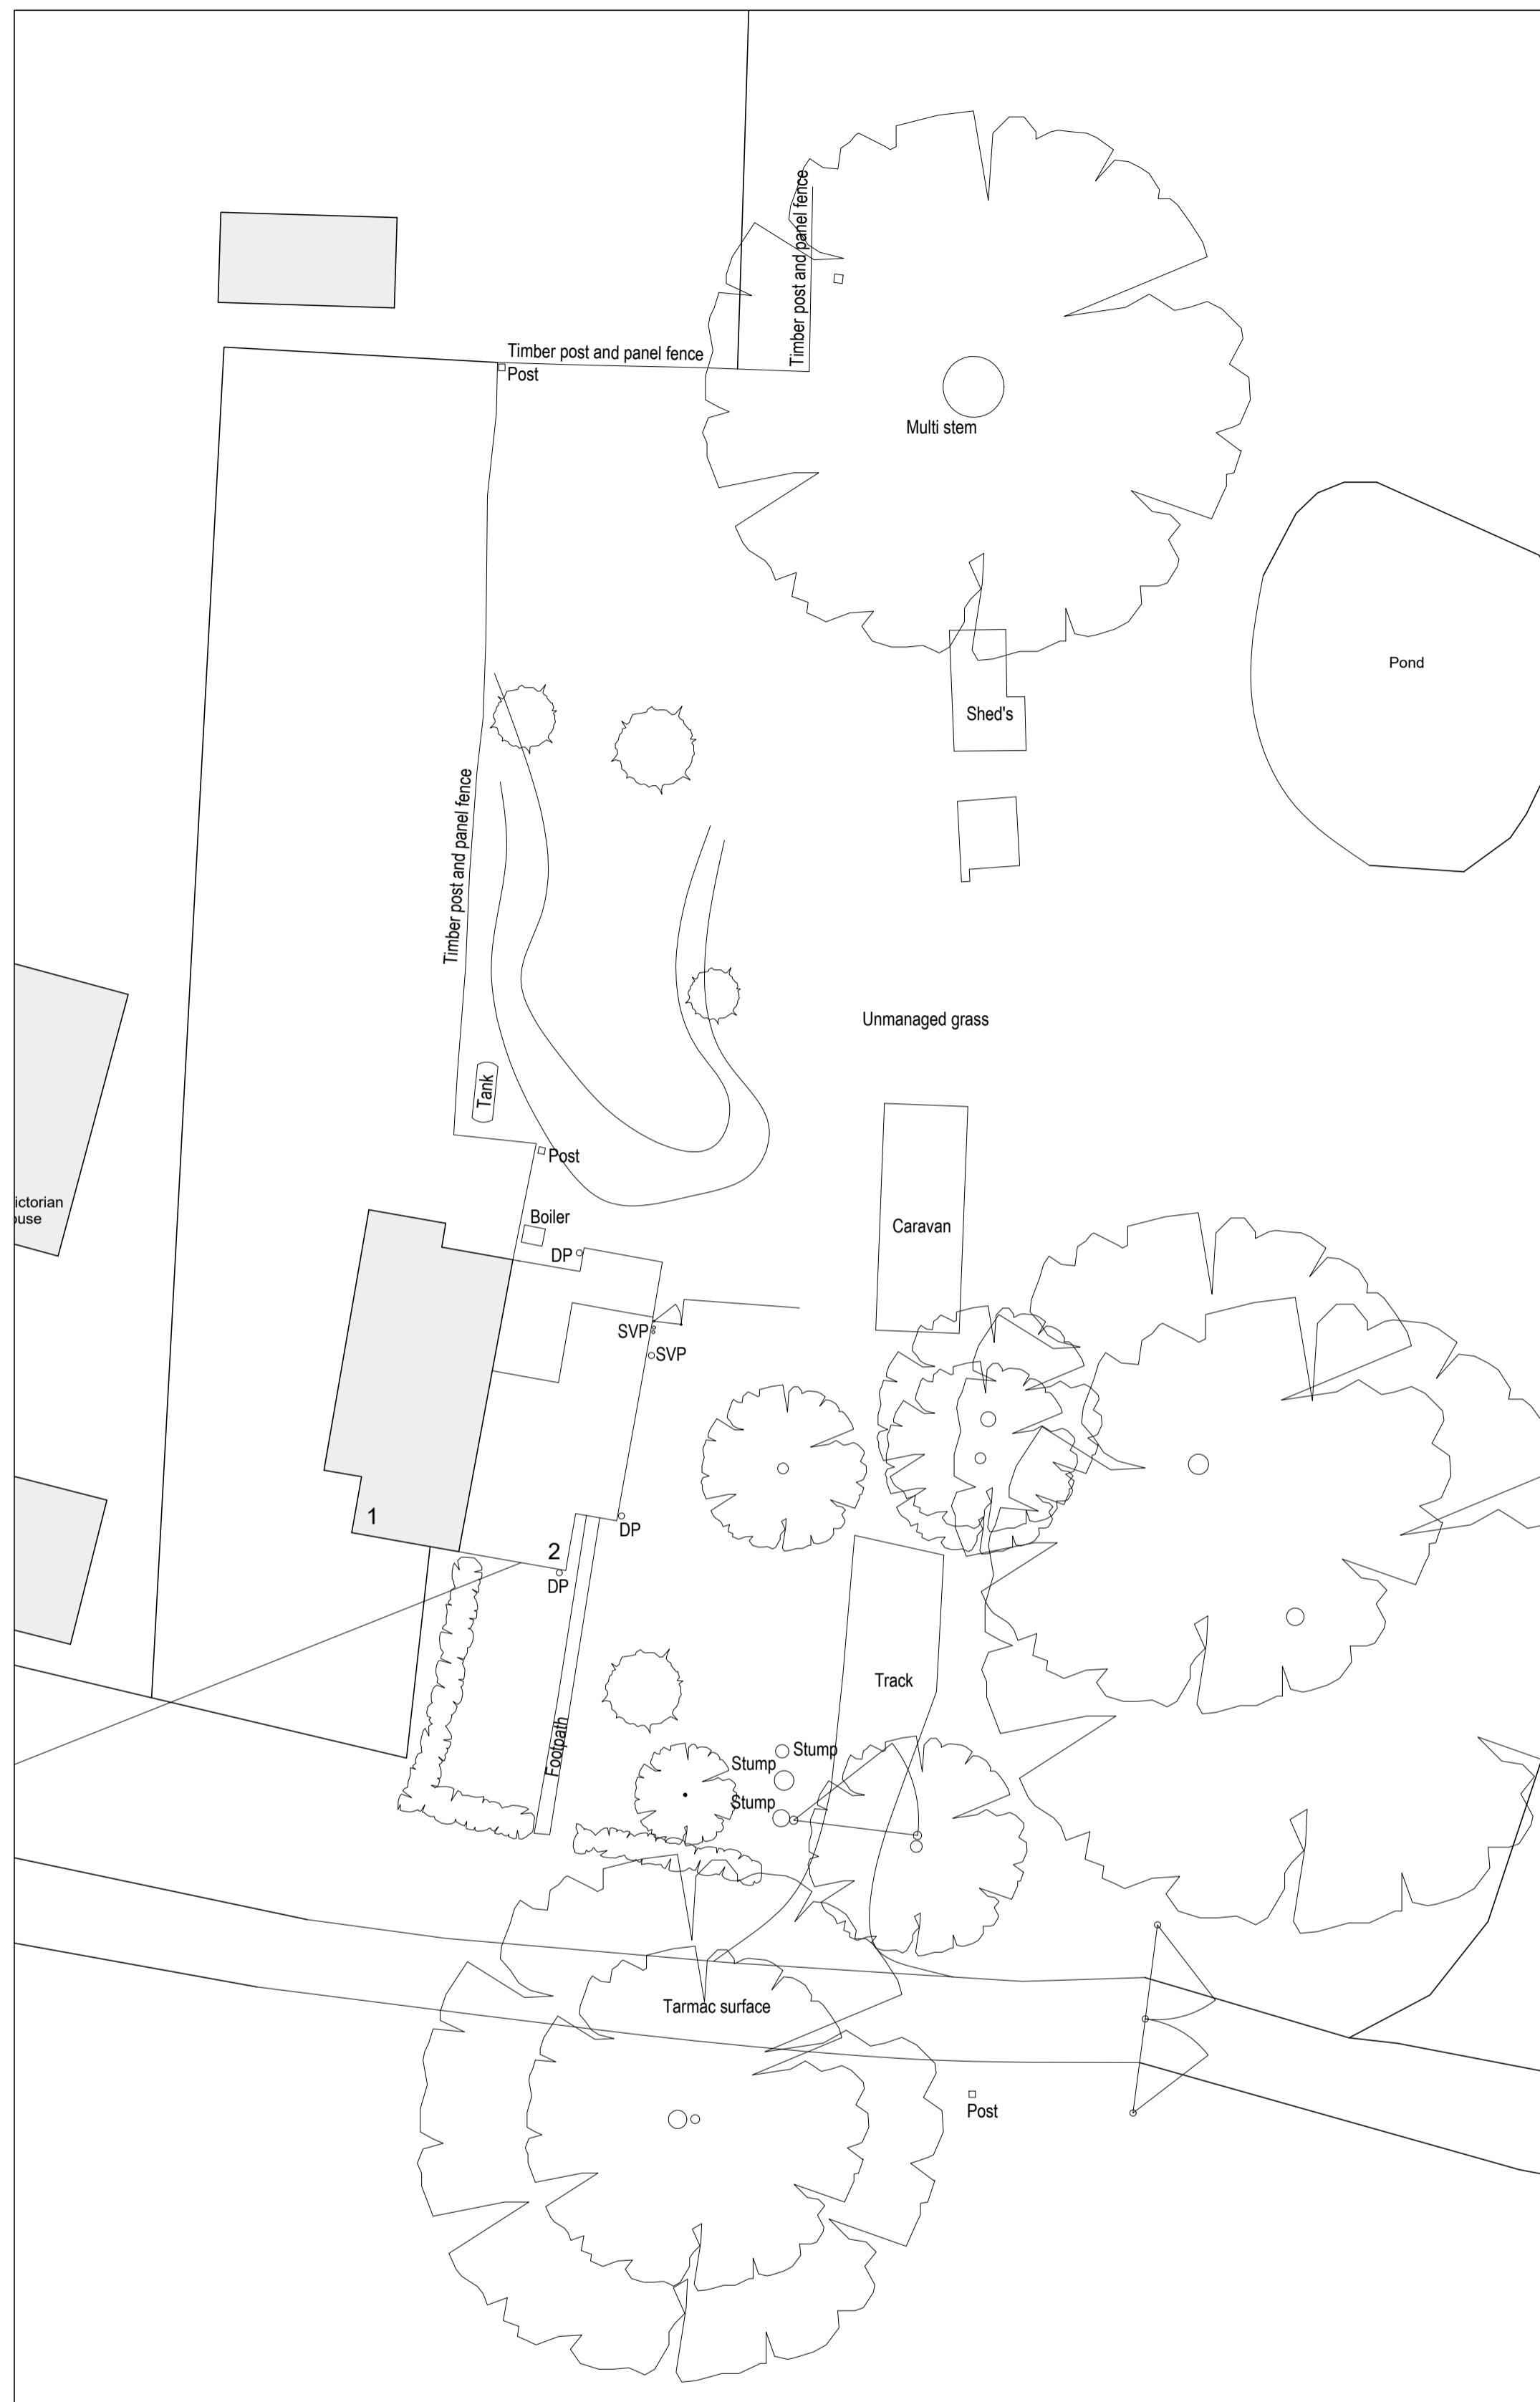 Timber post and panel fence
Timber post and panel fence
Post
Multi stem
Pond
Shed's
Timber post and panel fence
Unmanaged grass
Tank
Post
ictorian
ouse
Boiler
Caravan
DP
SVP
SVP
1
DP
2
DP
Track
Footpath
Stump
Stump
Stump
Tarmac surface
Post